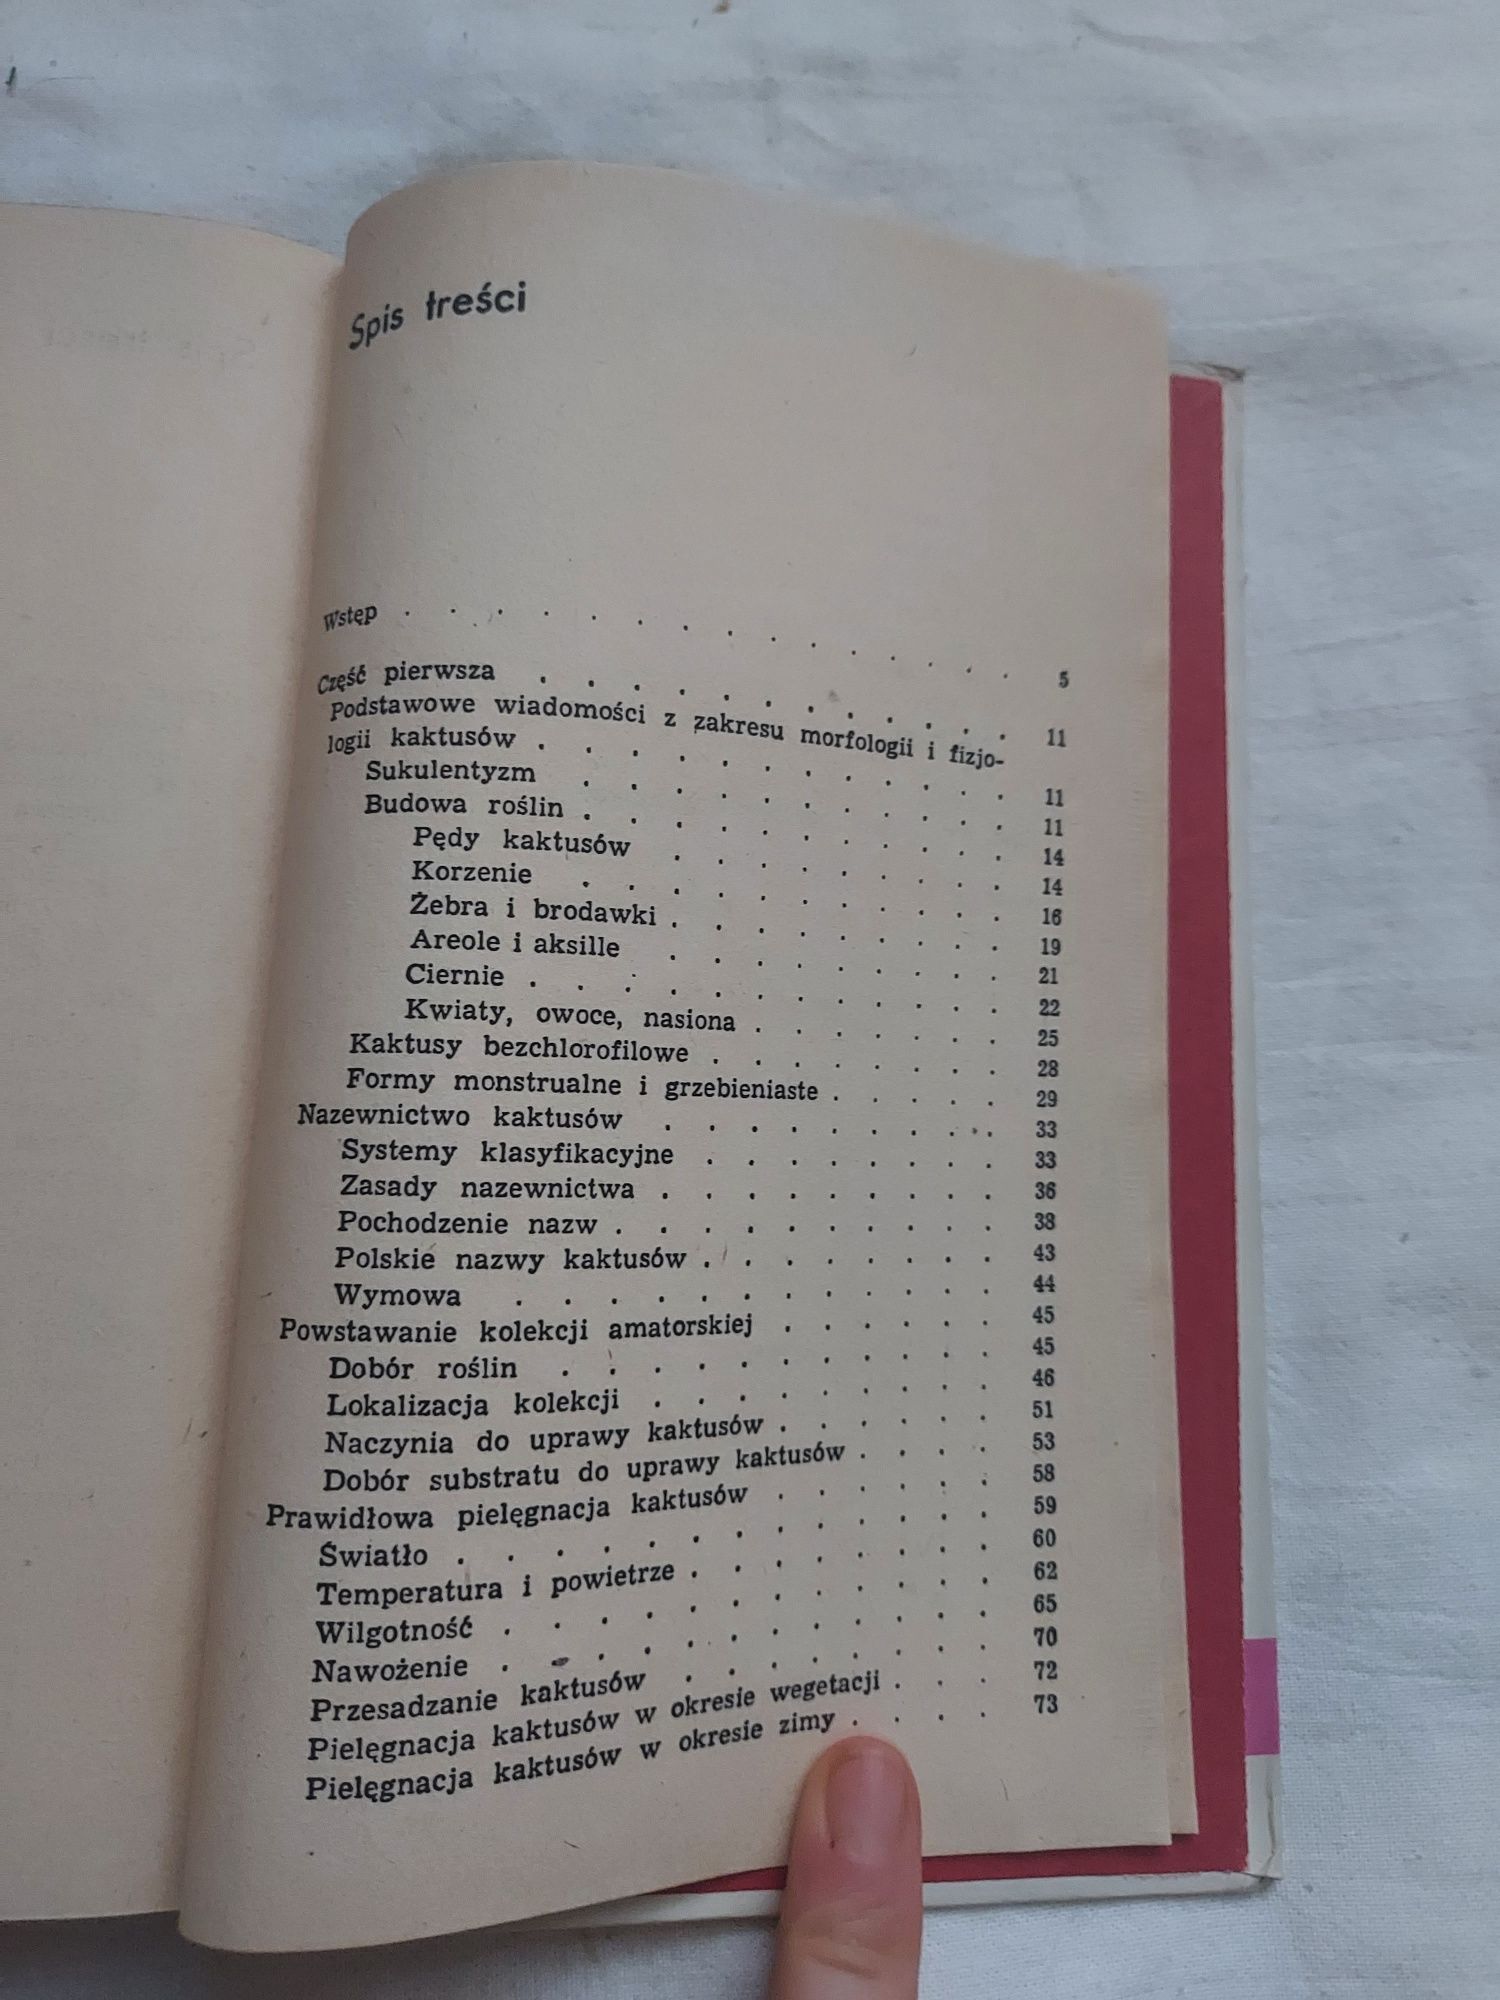 Spis treści
Wstęp . . . . . . . . . . . . . . 5
Część pierwsza . . . . . . . . . . . 11
Podstawowe wiadomości z zakresu morfologii i fizjo-
logii kaktusów . . . . . . . . . . . 11
Sukulentyzm . . . . . . . . . . 11
Budowa roślin . . . . . . . . . . 14
Pędy kaktusów . . . . . . . . 14
Korzenie . . . . . . . . . . 16
Żebra i brodawki . . . . . . . . 19
Areole i aksille . . . . . . . . 21
Ciernie . . . . . . . . . . . 22
Kwiaty, owoce, nasiona . . . . . . 25
Kaktusy bezchlorofilowe . . . . . . . 28
Formy monstrualne i grzebieniaste . . . . . 29
Nazewnictwo kaktusów . . . . . . . . 33
Systemy klasyfikacyjne . . . . . . . 33
Zasady nazewnictwa . . . . . . . . 36
Pochodzenie nazw . . . . . . . . . 38
Polskie nazwy kaktusów . . . . . . . 43
Wymowa . . . . . . . . . . . 44
Powstawanie kolekcji amatorskiej . . . . . . 45
Dobór roślin . . . . . . . . . . 45
Lokalizacja kolekcji . . . . . . . . 46
Naczynia do uprawy kaktusów . . . . . . 51
Dobór substratu do uprawy kaktusów . . . . 53
Prawidłowa pielęgnacja kaktusów . . . . . . 58
Światło . . . . . . . . . . . . 59
Temperatura i powietrze . . . . . . . . 60
Wilgotność . . . . . . . . . . . 62
Nawożenie . . . . . . . . . . . 65
Przesadzanie kaktusów . . . . . . . . 70
Pielęgnacja kaktusów w okresie wegetacji . . . 72
Pielęgnacja kaktusów w okresie zimy . . . . 73